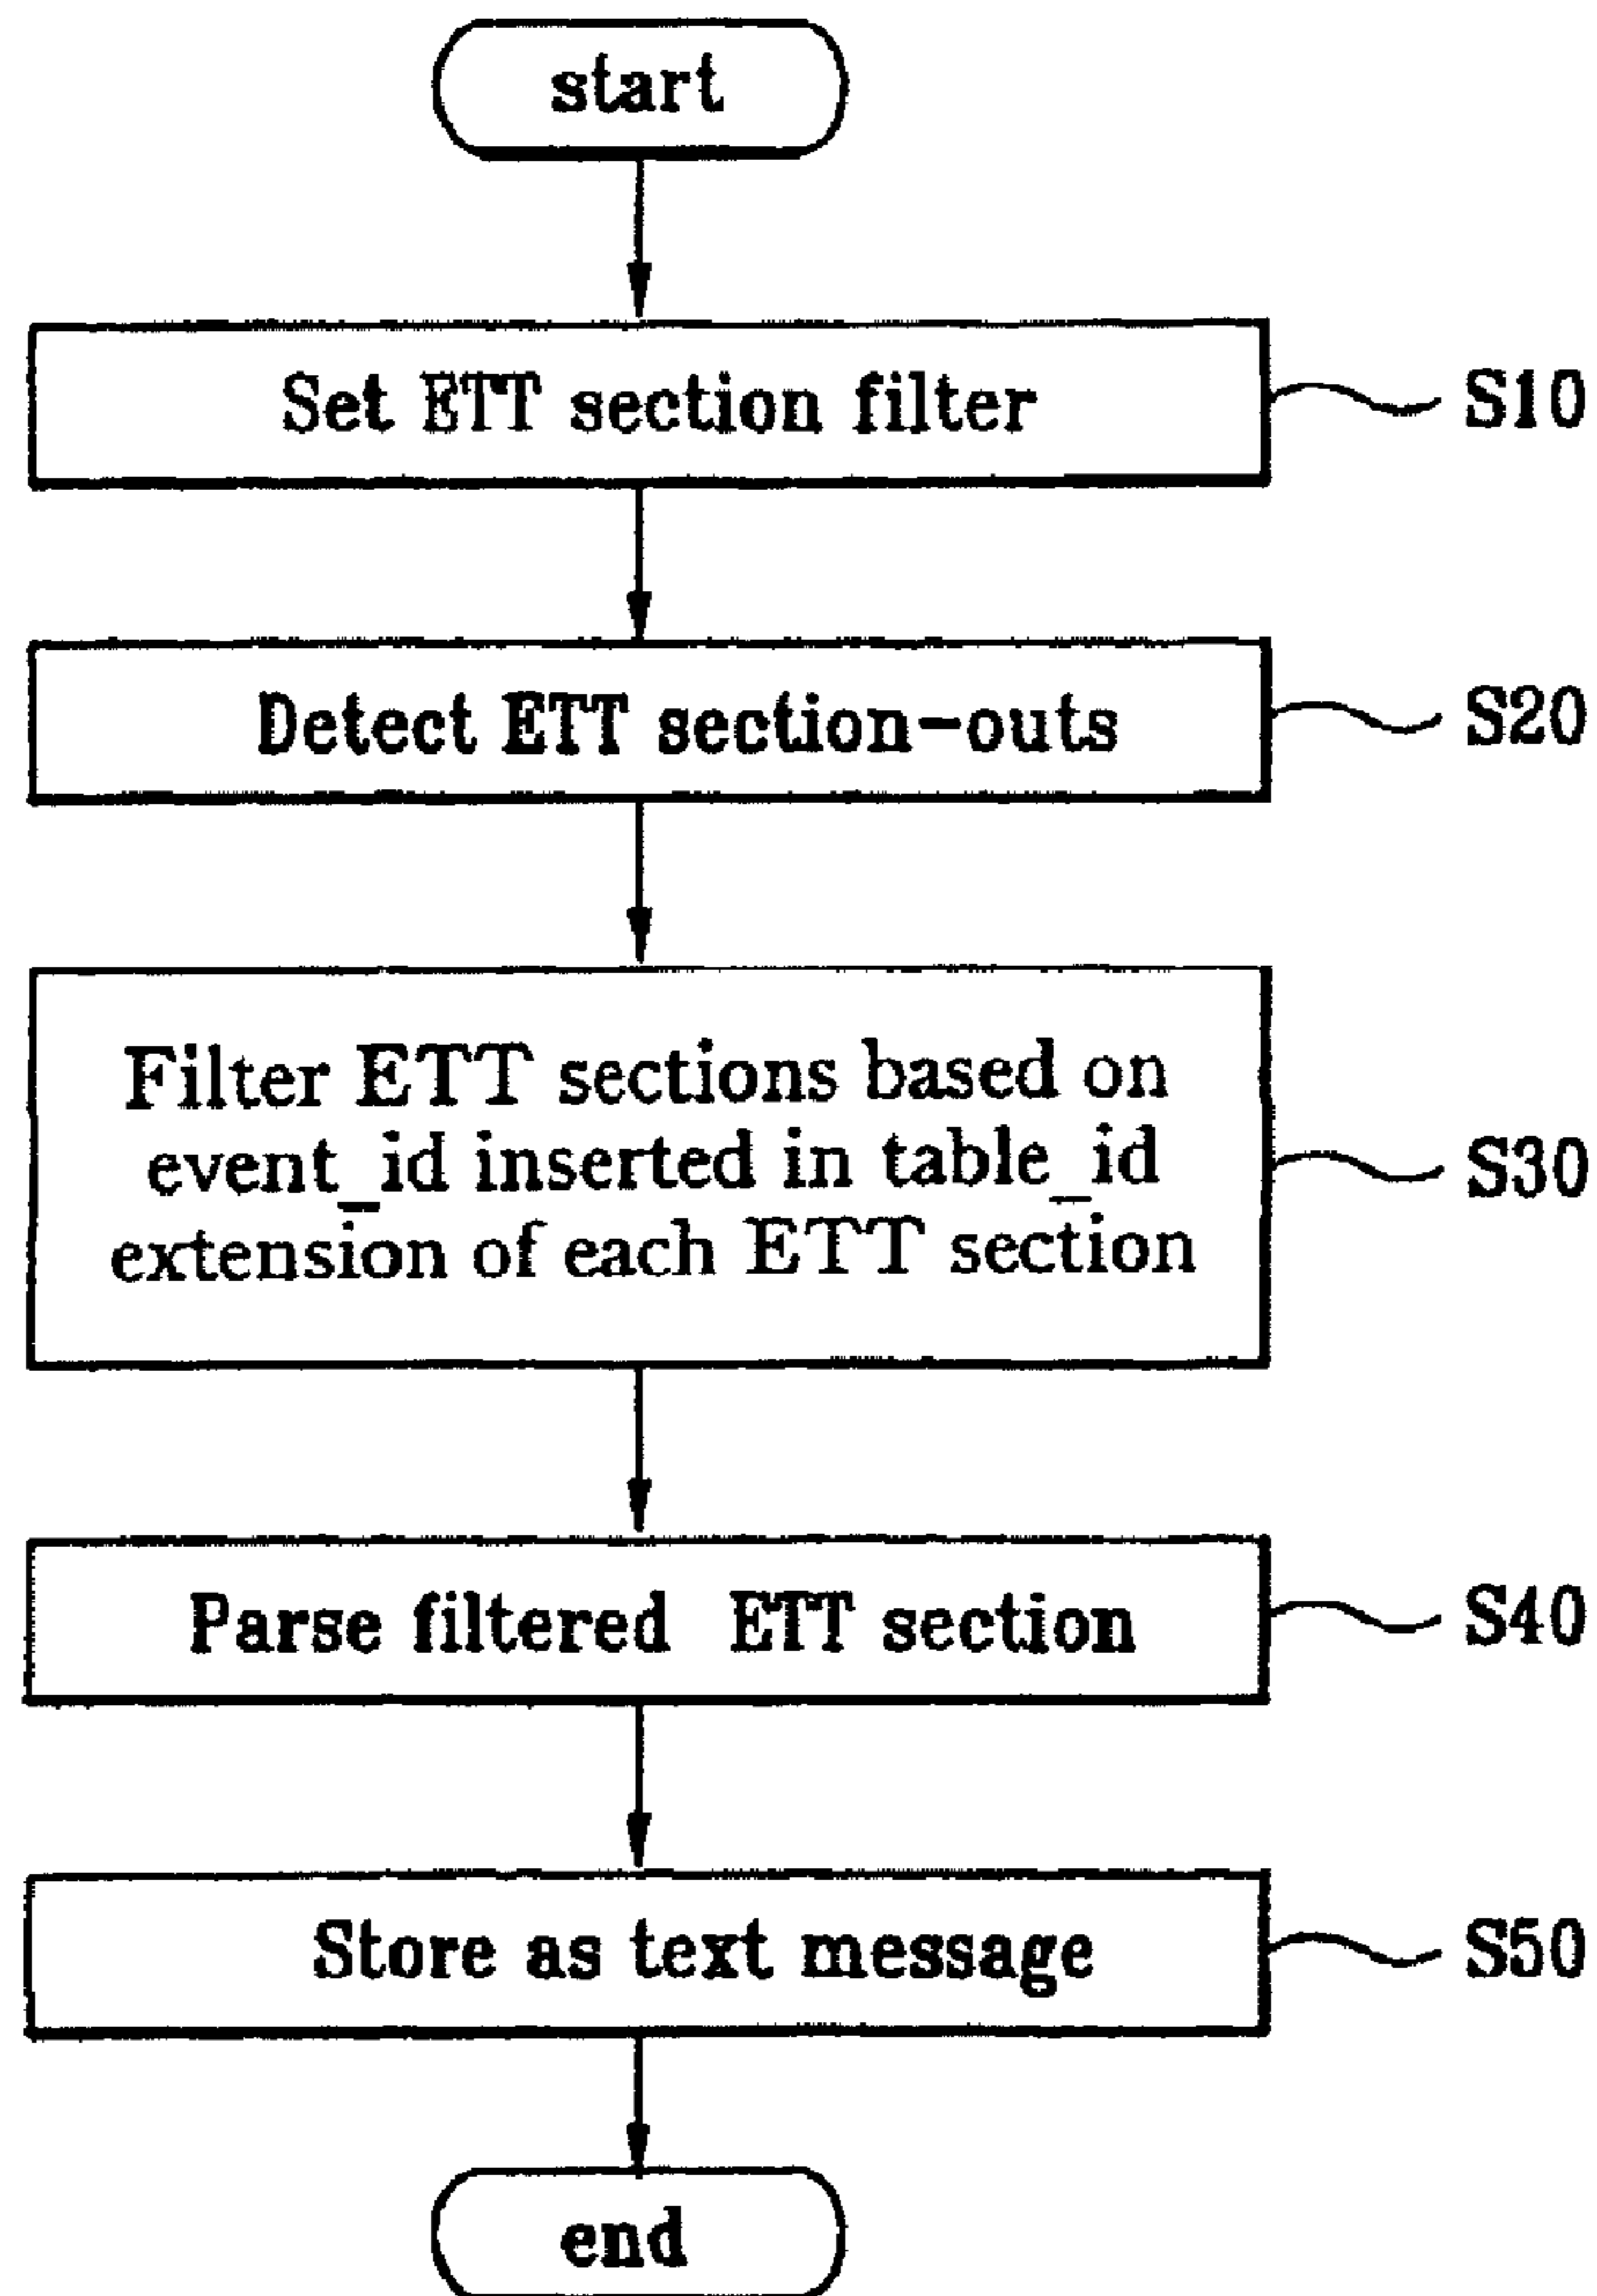 start
Set ETT section filter
S10
Detect ETT section-outs
S20
Filter ETT sections based on
event_id inserted in table_id
extension of each ETT section
S30
Parse filtered ETT section
S40
Store as text message
S50
end